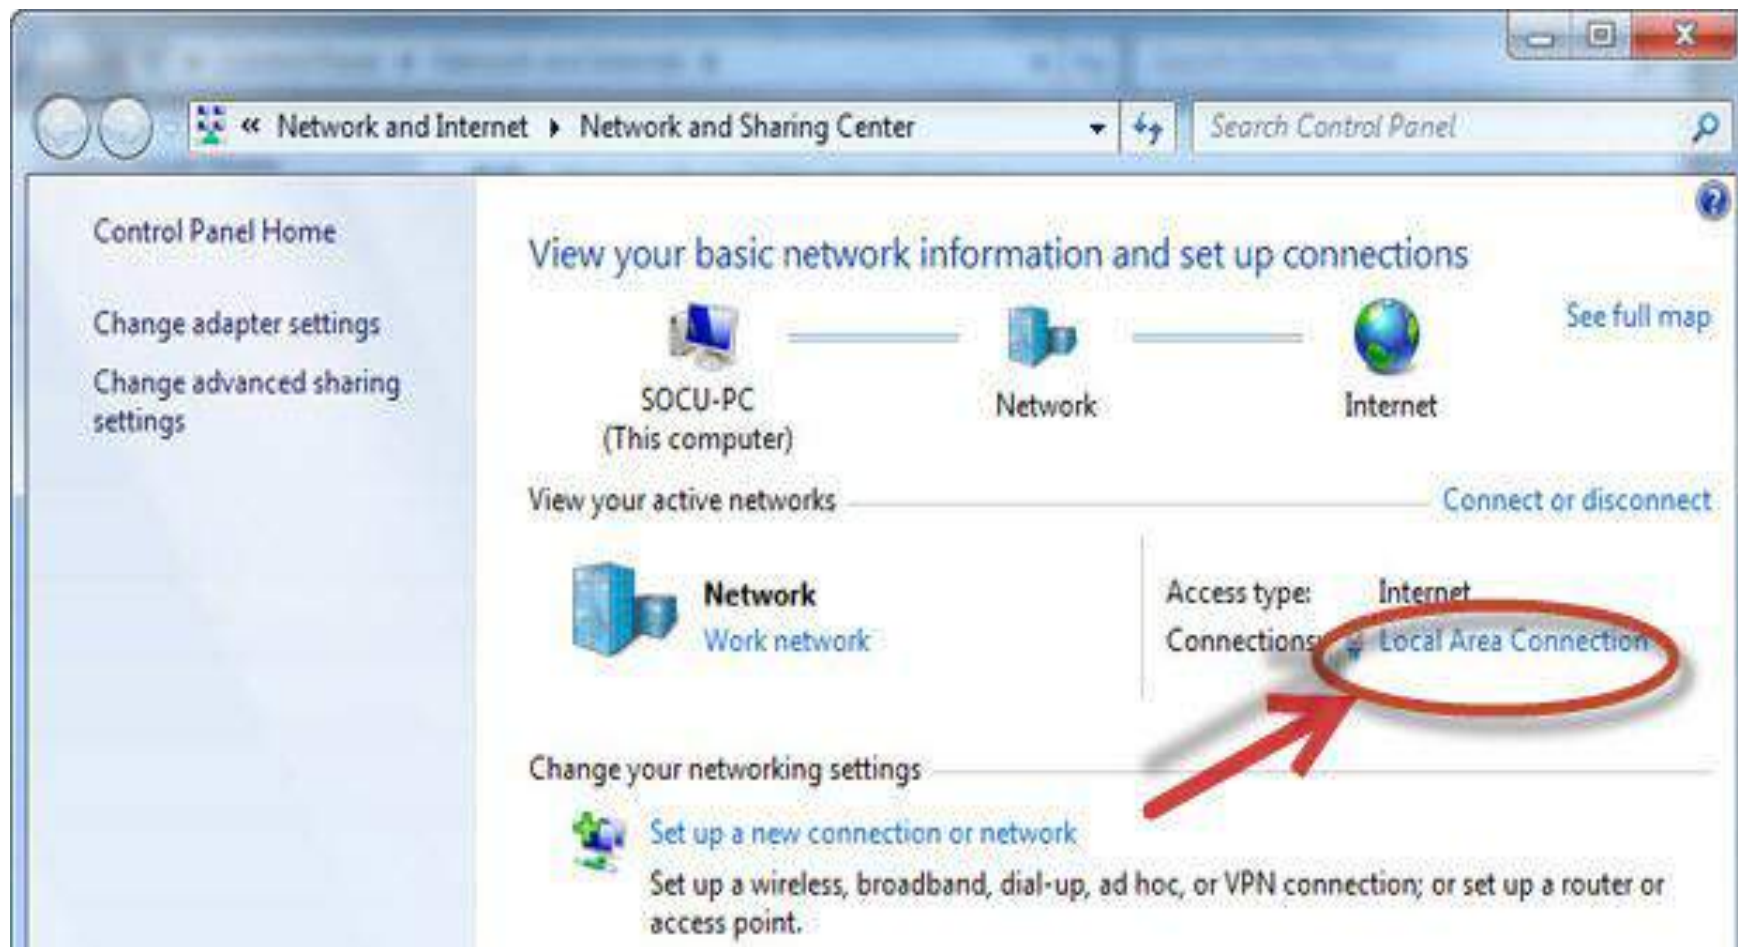 « Network and Internet ▸ Network and Sharing Center
Search Control Panel
Control Panel Home
Change adapter settings
Change advanced sharing
settings
View your basic network information and set up connections
See full map
SOCU-PC
(This computer)
Network
Internet
View your active networks
Connect or disconnect
Network
Work network
Access type: Internet
Connections: Local Area Connection
Change your networking settings
Set up a new connection or network
Set up a wireless, broadband, dial-up, ad hoc, or VPN connection; or set up a router or
access point.